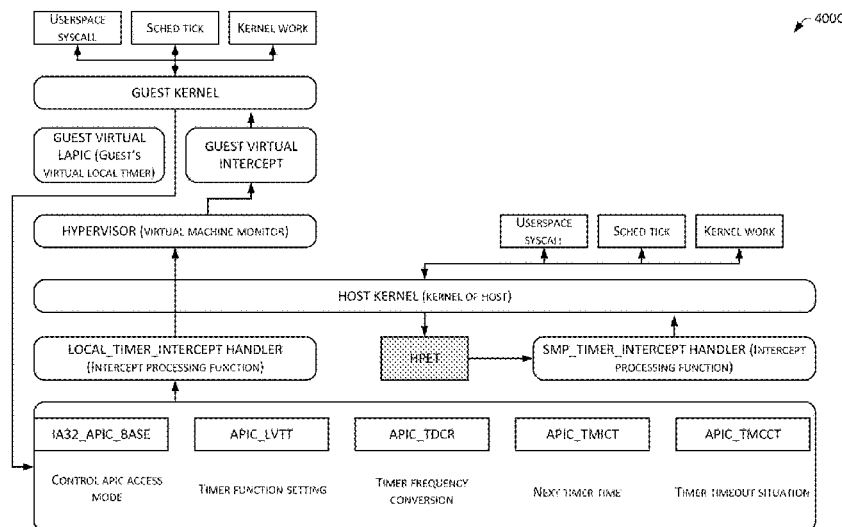 400C
USERSPACE
SYSCALL
SCHED TICK
KERNEL WORK
GUEST KERNEL
GUEST VIRTUAL
LAPIC (GUEST'S
VIRTUAL LOCAL TIMER)
GUEST VIRTUAL
INTERCEPT
HYPERVISOR (VIRTUAL MACHINE MONITOR)
USERSPACE
SYSCALL
SCHED TICK
KERNEL WORK
HOST KERNEL (KERNEL OF HOST)
LOCAL_TIMER_INTERCEPT HANDLER
(INTERCEPT PROCESSING FUNCTION)
HPET
SMP_TIMER_INTERCEPT HANDLER (INTERCEPT
PROCESSING FUNCTION)
IA32_APIC_BASE
APIC_LVTT
APIC_TDCR
APIC_TMICT
APIC_TMCCT
CONTROL APIC ACCESS
MODE
TIMER FUNCTION SETTING
TIMER FREQUENCY
CONVERSION
NEXT TIMER TIME
TIMER TIMEOUT SITUATION